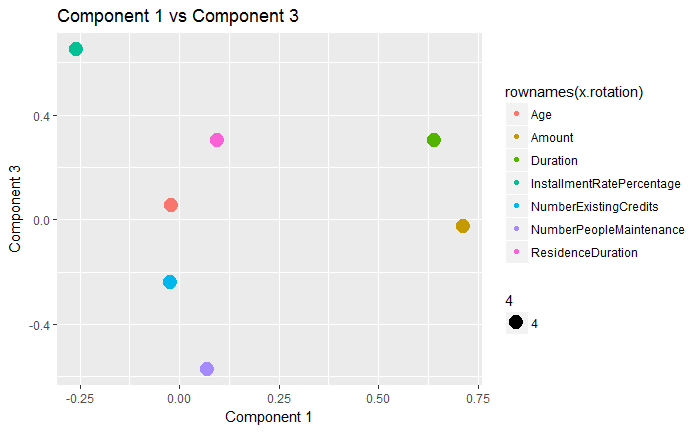 Component 1 vs Component 3
Component 3
0.4
0.0
-0.4
-0.25
0.00
0.25
0.50
0.75
Component 1
rownames(x.rotation)
Age
Amount
Duration
InstallmentRatePercentage
NumberExistingCredits
NumberPeopleMaintenance
ResidenceDuration
4
4